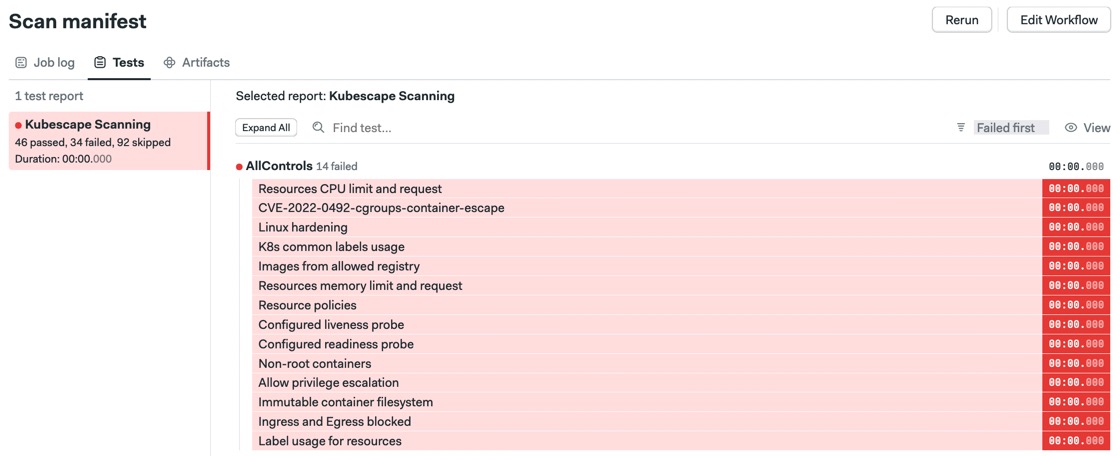 Scan manifest
Rerun
Edit Workflow
Job log
Tests
Artifacts
1 test report
Selected report: Kubescape Scanning
Kubescape Scanning
46 passed, 34 failed, 92 skipped
Duration: 00:00.000
Expand All
Find test...
Failed first
View
AllControls 14 failed 00:00.000
Resources CPU limit and request 00:00.000
CVE-2022-0492-cgroups-container-escape 00:00.000
Linux hardening 00:00.000
K8s common labels usage 00:00.000
Images from allowed registry 00:00.000
Resources memory limit and request 00:00.000
Resource policies 00:00.000
Configured liveness probe 00:00.000
Configured readiness probe 00:00.000
Non-root containers 00:00.000
Allow privilege escalation 00:00.000
Immutable container filesystem 00:00.000
Ingress and Egress blocked 00:00.000
Label usage for resources 00:00.000